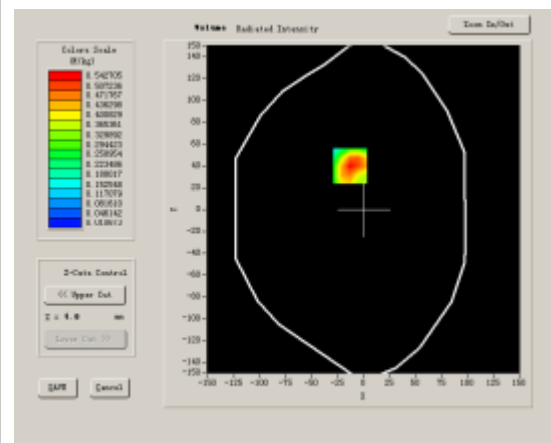 Volume Radiated Intensity
Zoom In/Out
Colors Scale
(W/kg)
0.542705
0.507236
0.471767
0.436298
0.400829
0.365361
0.329892
0.294423
0.258954
0.223486
0.188017
0.152548
0.117079
0.081610
0.046142
150
140
120
100
80
60
40
20
0
-20
-40
-60
-80
-100
-120
-140
-150
Y
-150 -125 -100 -75 -50 -25 0 25 50 75 100 125 150
X
Z-Cuts Control
<< Upper Cut
Z = 4.0 mm
Lower Cut >>
Cancel